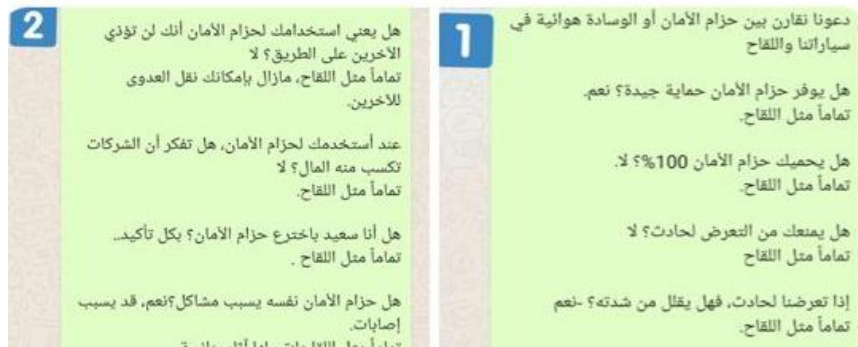 1
دعونا نقارن بين حزام الأمان أو الوسادة هوائية في
سياراتنا واللقاح
هل يوفر حزام الأمان حماية جيدة؟ نعم.
تماماً مثل اللقاح.
هل يحميك حزام الأمان 100%؟ لا.
تماماً مثل اللقاح.
هل يمنعك من التعرض لحادث؟ لا
تماماً مثل اللقاح
إذا تعرضنا لحادث، فهل يقلل من شدته؟ -نعم
تماماً مثل اللقاح.
2
هل يعني استخدامك لحزام الأمان أنك لن تؤذي
الآخرين على الطريق؟ لا
تماماً مثل اللقاح، مازال بإمكانك نقل العدوى
للآخرين.
عند أستخدمك لحزام الأمان، هل تفكر أن الشركات
تكسب منه المال؟ لا
تماماً مثل اللقاح.
هل أنا سعيد باخترع حزام الأمان؟ بكل تأكيد..
تماماً مثل اللقاح .
هل حزام الأمان نفسه يسبب مشاكل؟نعم، قد يسبب
إصابات.